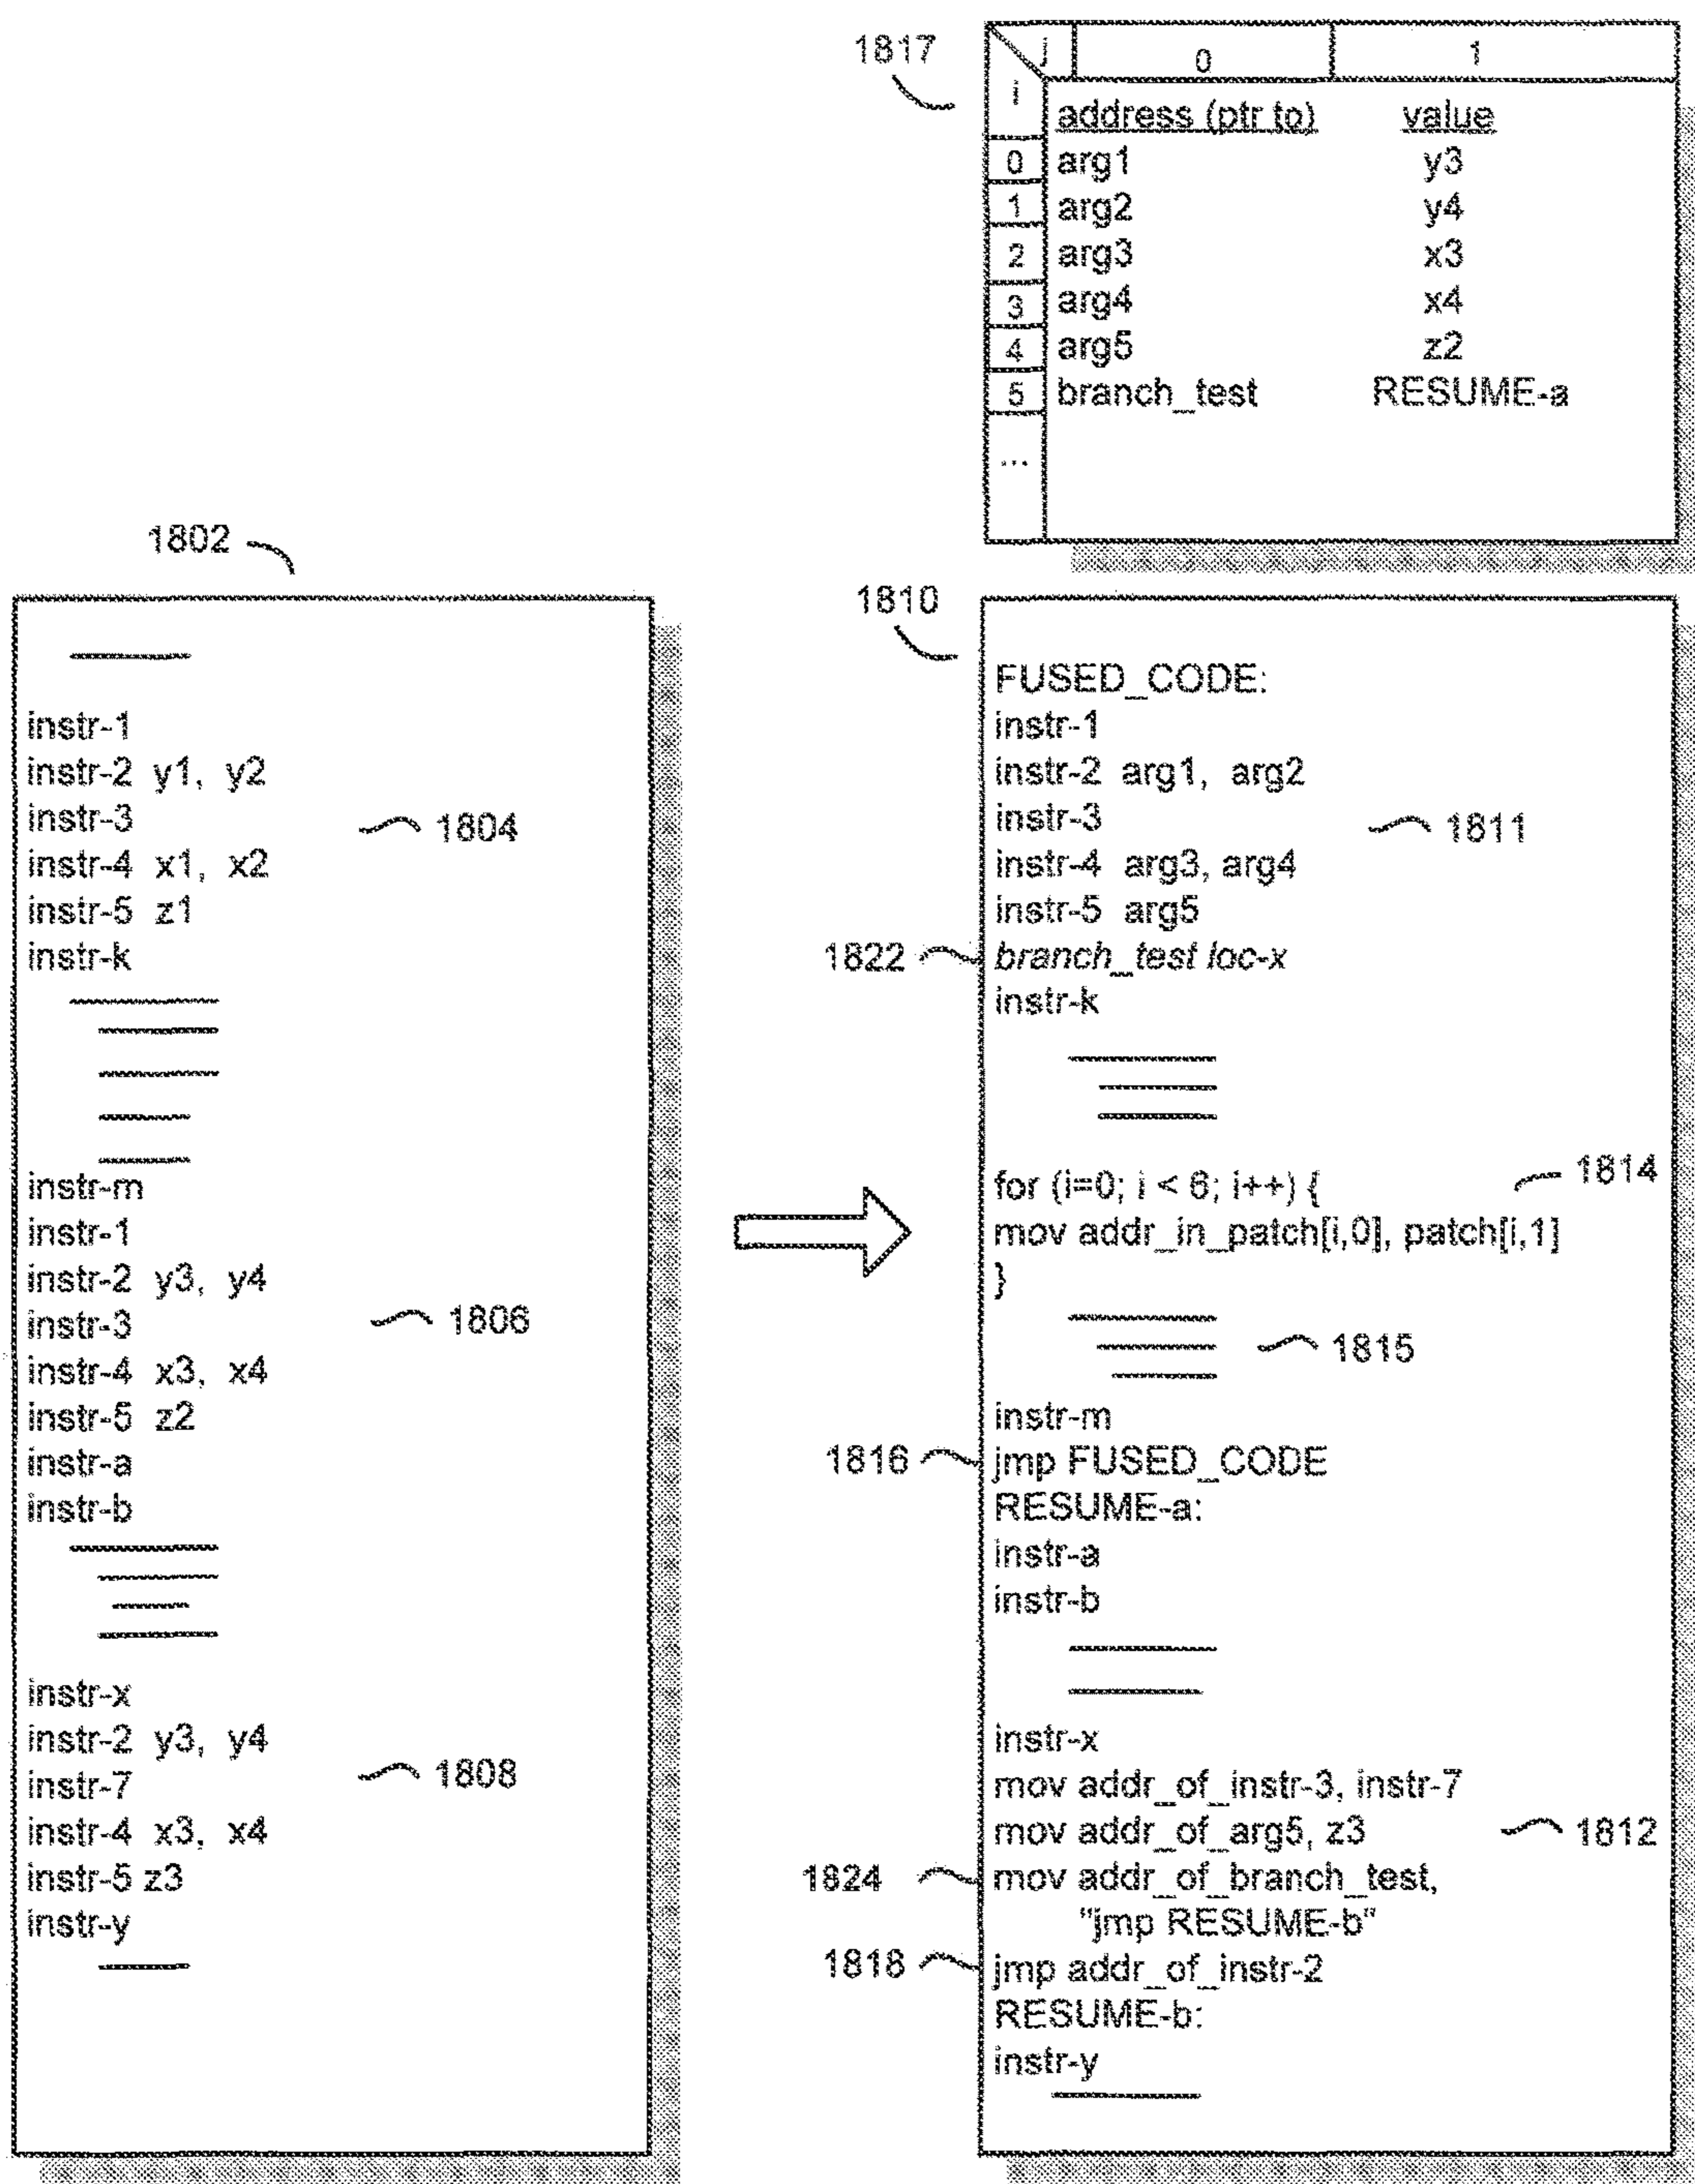 1817
j 0 1
i
address (ptr to) value
0 arg1 y3
1 arg2 y4
2 arg3 x3
3 arg4 x4
4 arg5 z2
5 branch_test RESUME-a
...
1802
instr-1
instr-2 y1, y2
instr-3
1804
instr-4 x1, x2
instr-5 z1
instr-k
instr-m
instr-1
instr-2 y3, y4
instr-3
1806
instr-4 x3, x4
instr-5 z2
instr-a
instr-b
instr-x
instr-2 y3, y4
instr-7
1808
instr-4 x3, x4
instr-5 z3
instr-y
1810
FUSED_CODE:
instr-1
instr-2 arg1, arg2
instr-3
1811
instr-4 arg3, arg4
instr-5 arg5
1822
branch_test loc-x
instr-k
for (i=0; i < 6; i++) {
1814
mov addr_in_patch[i,0], patch[i,1]
}
1815
instr-m
1816
jmp FUSED_CODE
RESUME-a:
instr-a
instr-b
instr-x
mov addr_of_instr-3, instr-7
mov addr_of_arg5, z3
1812
1824
mov addr_of_branch_test,
"jmp RESUME-b"
1818
jmp addr_of_instr-2
RESUME-b:
instr-y